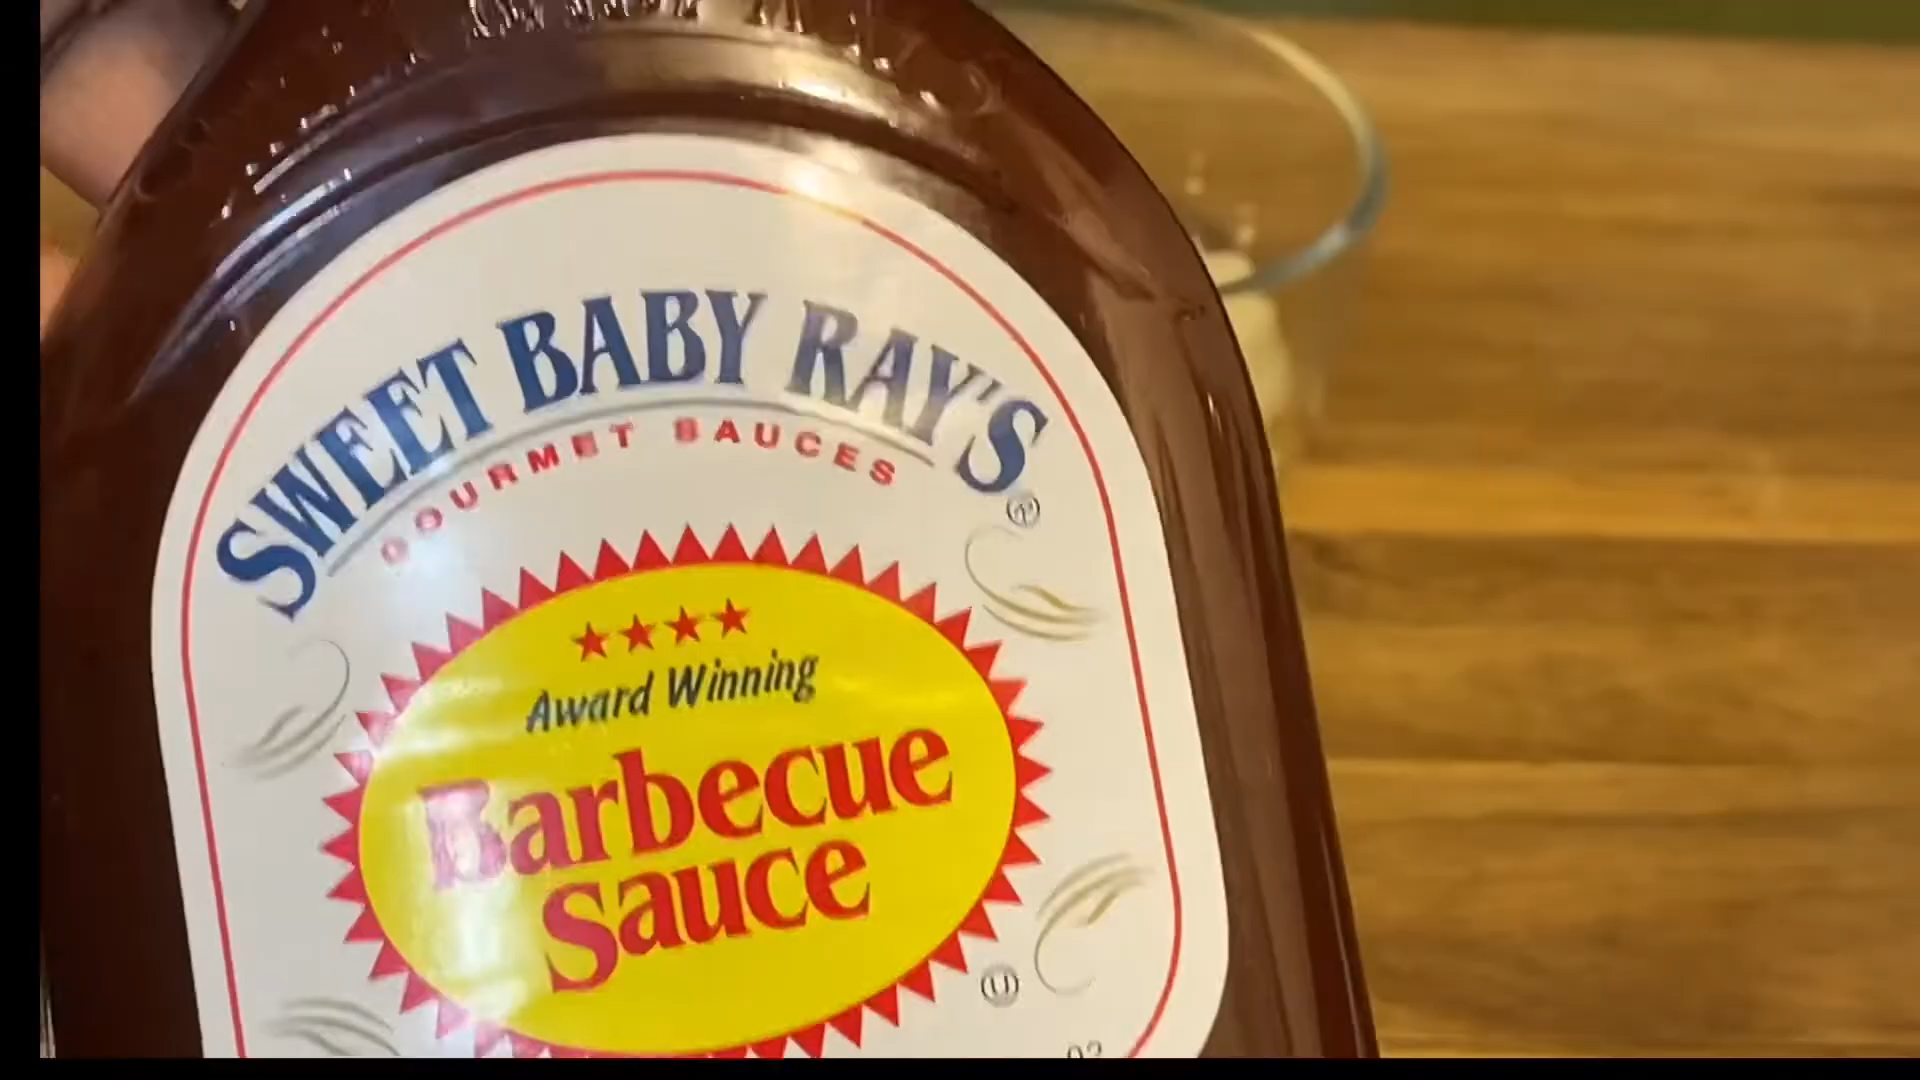 SWEET BABY RAY'S
®
GOURMET SAUCES
Award Winning
Barbecue
Sauce
U